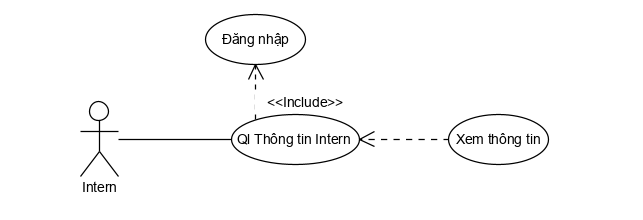 Đăng nhập
<<Include>>
Ql Thông tin Intern
Xem thông tin
Intern